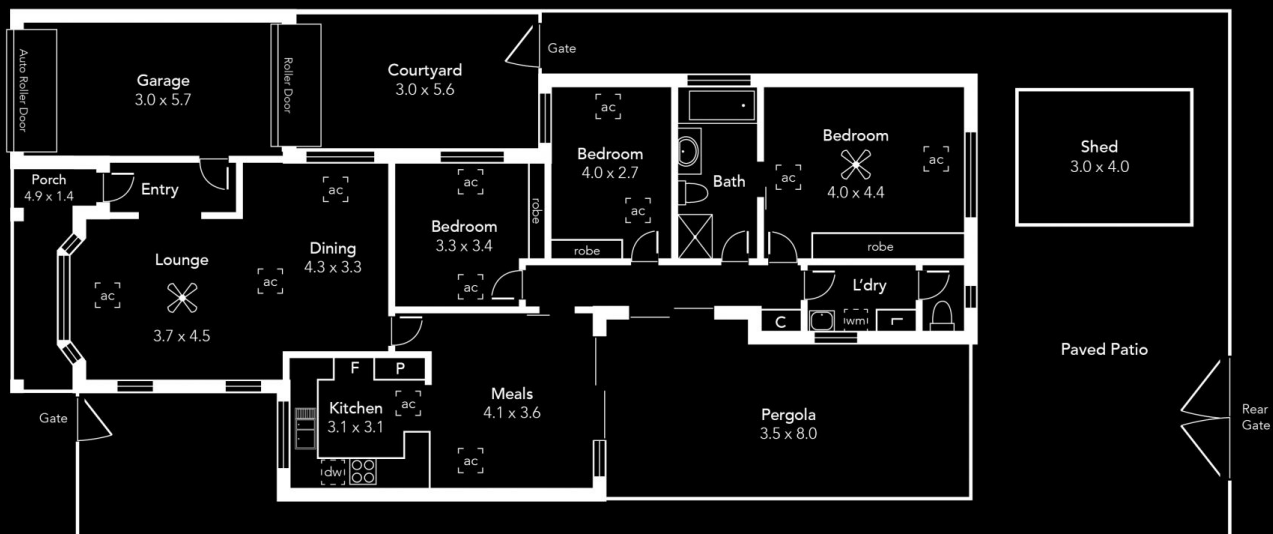 Auto Roller Door
Garage
3.0 x 5.7
Roller Door
Courtyard
3.0 x 5.6
Gate
Porch
4.9 x 1.4
Entry
ac
Dining
4.3 x 3.3
Lounge
ac
ac
3.7 x 4.5
ac
Bedroom
3.3 x 3.4
robe
ac
ac
Bedroom
4.0 x 2.7
ac
robe
Bath
Bedroom
4.0 x 4.4
ac
ac
robe
Shed
3.0 x 4.0
L'dry
C
wm
L
Paved Patio
Gate
F
P
Kitchen
3.1 x 3.1
ac
dw
Meals
4.1 x 3.6
ac
Pergola
3.5 x 8.0
Rear
Gate